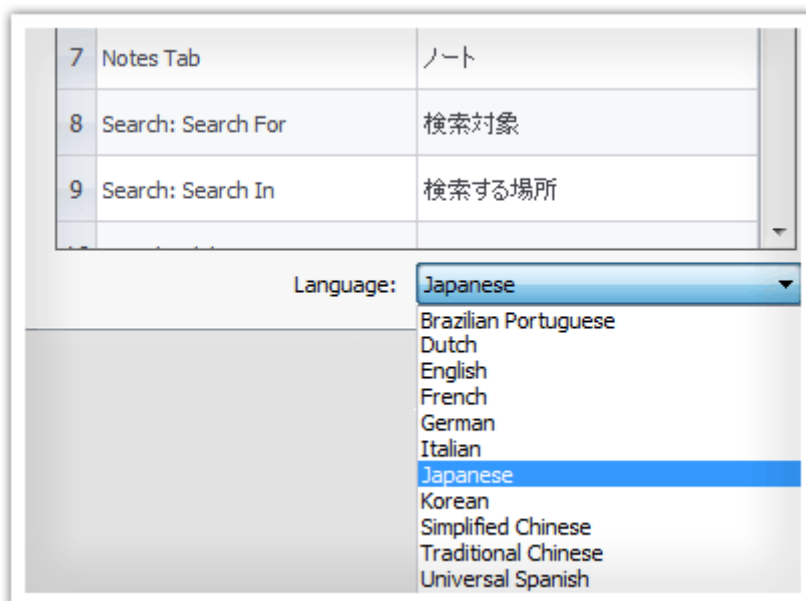 7 Notes Tab ノート
8 Search: Search For 検索対象
9 Search: Search In 検索する場所
Language: Japanese
Brazilian Portuguese
Dutch
English
French
German
Italian
Japanese
Korean
Simplified Chinese
Traditional Chinese
Universal Spanish